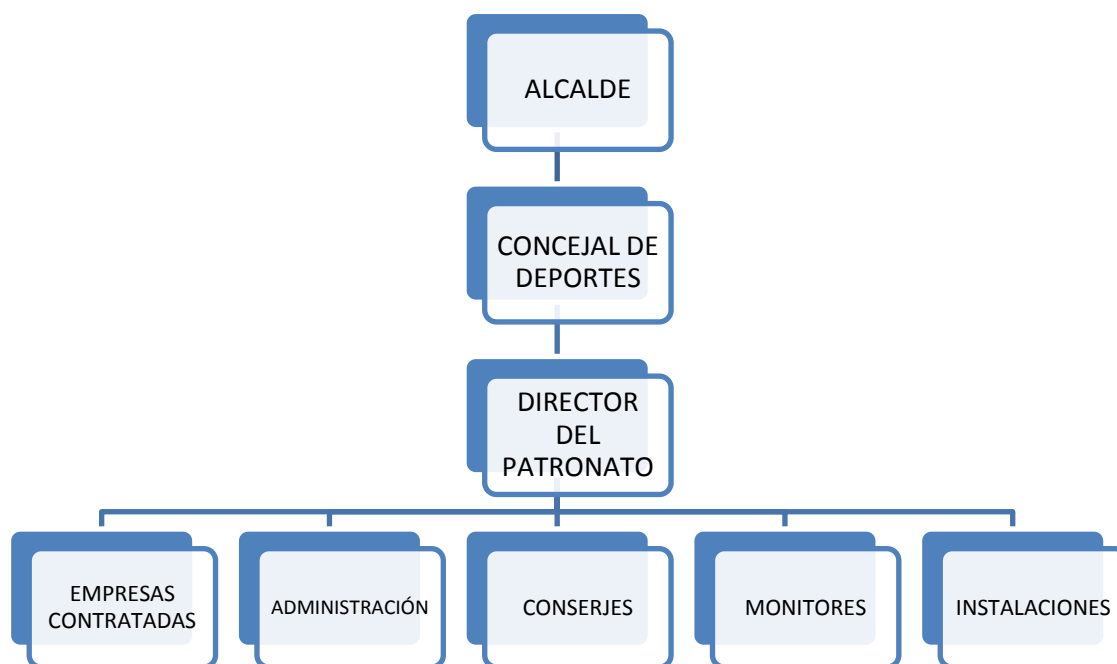 ALCALDE
CONCEJAL DE
DEPORTES
DIRECTOR
DEL
PATRONATO
EMPRESAS
CONTRATADAS
ADMINISTRACIÓN
CONSERJES
MONITORES
INSTALACIONES